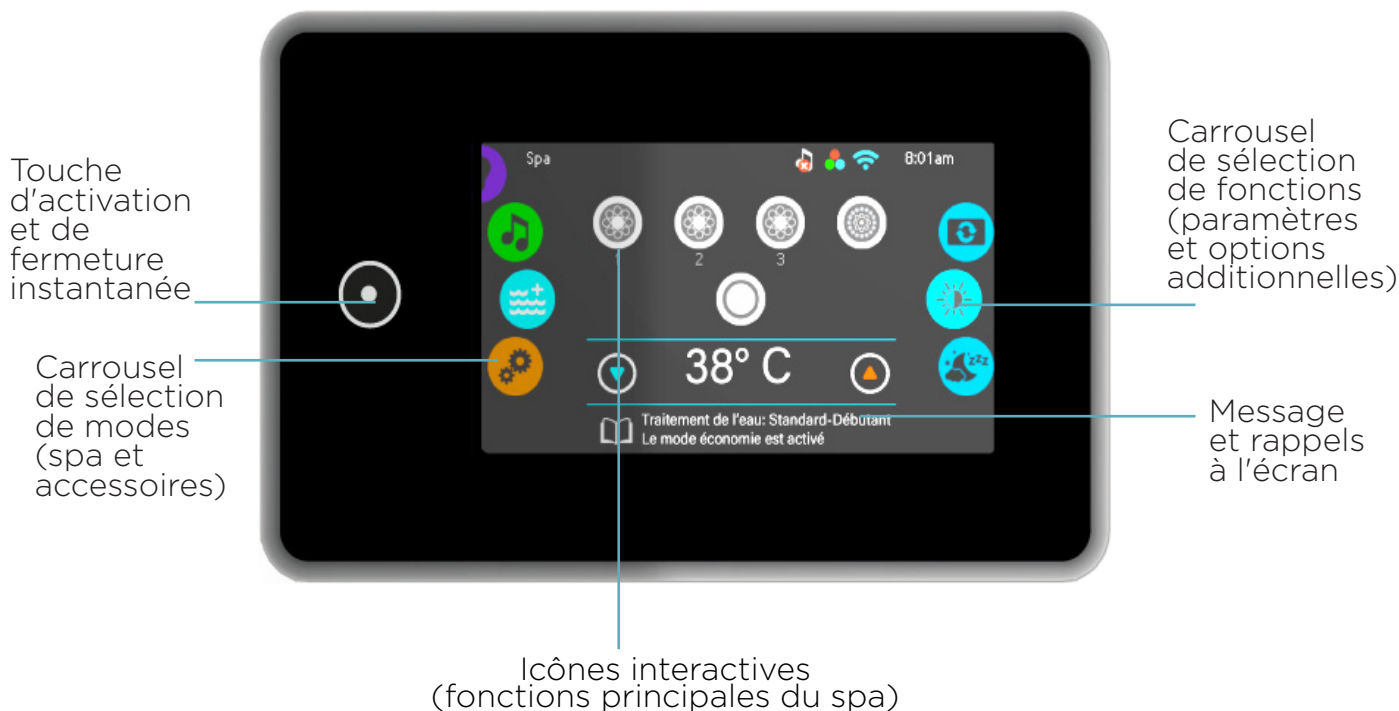 Touche
d'activation
et de
fermeture
instantanée
Carrousel
de sélection
de modes
(spa et
accessoires)
Spa
8:01am
1
2
3
zzz
38° C
Traitement de l'eau: Standard-Débutant
Le mode économie est activé
Carrousel
de sélection
de fonctions
(paramètres
et options
additionnelles)
Message
et rappels
à l'écran
Icônes interactives
(fonctions principales du spa)